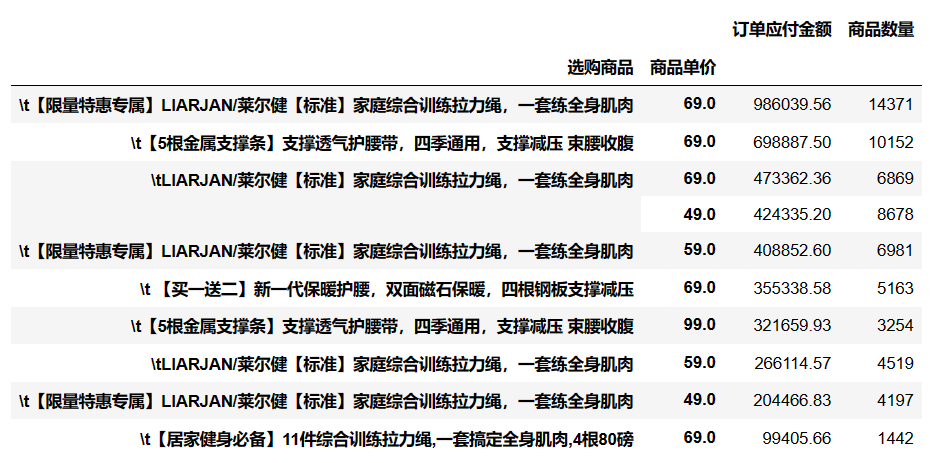 订单应付金额 商品数量
选购商品 商品单价
\t【限量特惠专属】LIARJAN/莱尔健【标准】家庭综合训练拉力绳，一套练全身肌肉 69.0 986039.56 14371
\t【5根金属支撑条】支撑透气护腰带，四季通用，支撑减压 束腰收腹 69.0 698887.50 10152
\tLIARJAN/莱尔健【标准】家庭综合训练拉力绳，一套练全身肌肉 69.0 473362.36 6869
49.0 424335.20 8678
\t【限量特惠专属】LIARJAN/莱尔健【标准】家庭综合训练拉力绳，一套练全身肌肉 59.0 408852.60 6981
\t 【买一送二】新一代保暖护腰，双面磁石保暖，四根钢板支撑减压 69.0 355338.58 5163
\t【5根金属支撑条】支撑透气护腰带，四季通用，支撑减压 束腰收腹 99.0 321659.93 3254
\tLIARJAN/莱尔健【标准】家庭综合训练拉力绳，一套练全身肌肉 59.0 266114.57 4519
\t【限量特惠专属】LIARJAN/莱尔健【标准】家庭综合训练拉力绳，一套练全身肌肉 49.0 204466.83 4197
\t【居家健身必备】11件综合训练拉力绳,一套搞定全身肌肉,4根80磅 69.0 99405.66 1442